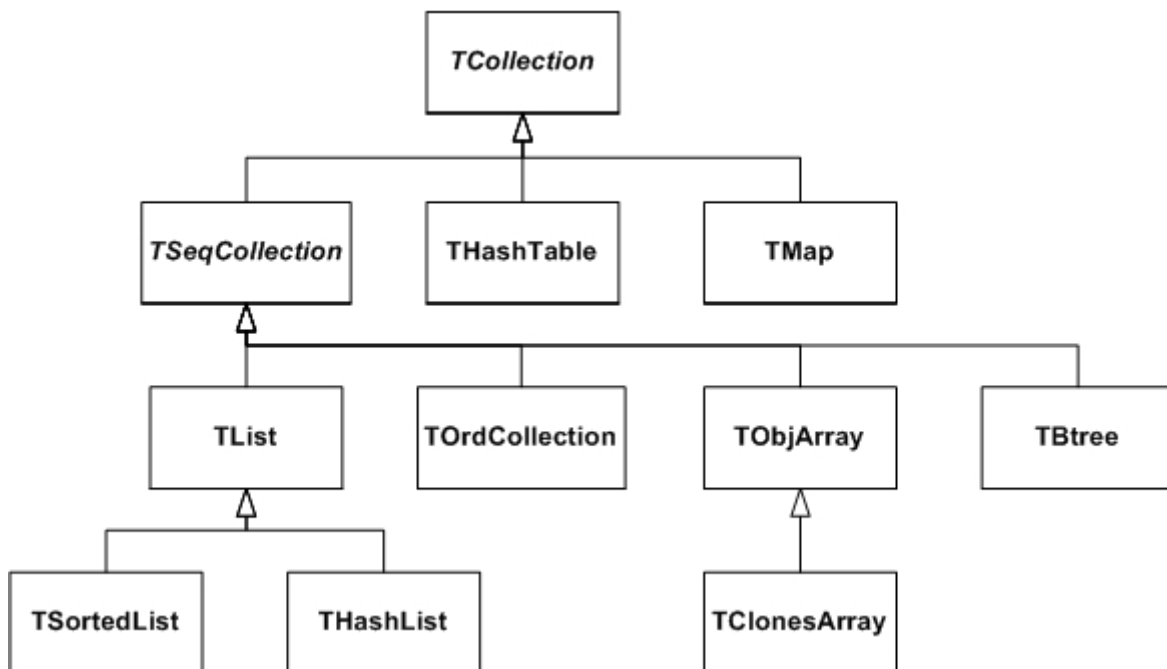 TCollection
TSeqCollection
THashTable
TMap
TList
TOrdCollection
TObjArray
TBtree
TSortedList
THashList
TClonesArray